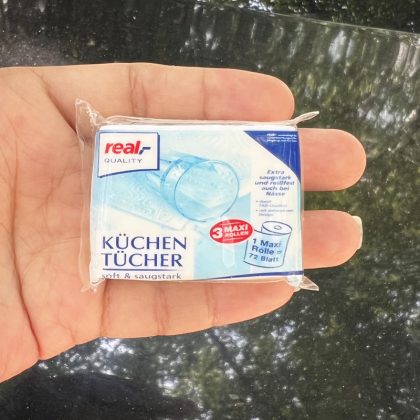 real,-
QUALITY
Extra
saugstark
und reißfest
auch bei
Nässe
3 MAXI
ROLLEN
1 Maxi
Rolle =
72 Blatt
KÜCHEN
TÜCHER
soft & saugstark